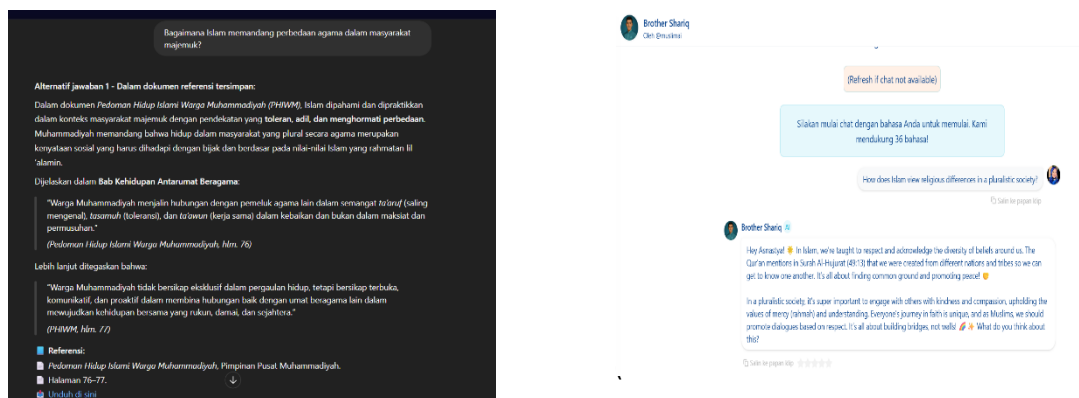 Bagaimana Islam memandang perbedaan agama dalam masyarakat
majemuk?
Alternatif jawaban 1 - Dalam dokumen referensi tersimpan:
Dalam dokumen Pedoman Hidup Islami Warga Muhammadiyah (PHIWM), Islam dipahami dan dipraktikkan
dalam konteks masyarakat majemuk dengan pendekatan yang toleran, adil, dan menghormati perbedaan.
Muhammadiyah memandang bahwa hidup dalam masyarakat yang plural secara agama merupakan
kenyataan sosial yang harus dihadapi dengan bijak dan berdasar pada nilai-nilai Islam yang rahmatan lil
'alamin.
Dijelaskan dalam Bab Kehidupan Antarumat Beragama:
"Warga Muhammadiyah menjalin hubungan dengan pemeluk agama lain dalam semangat ta'aruf (saling
mengenal), tasamuh (toleransi), dan ta'awun (kerja sama) dalam kebaikan dan bukan dalam maksiat dan
permusuhan."
(Pedoman Hidup Islami Warga Muhammadiyah, hlm. 76)
Lebih lanjut ditegaskan bahwa:
"Warga Muhammadiyah tidak bersikap eksklusif dalam pergaulan hidup, tetapi bersikap terbuka,
komunikatif, dan proaktif dalam membina hubungan baik dengan umat beragama lain dalam
mewujudkan kehidupan bersama yang rukun, damai, dan sejahtera."
(PHIWM, hlm. 77)
Referensi:
Pedoman Hidup Islami Warga Muhammadiyah, Pimpinan Pusat Muhammadiyah.
Halaman 76–77.
Unduh di sini
Brother Shariq
Oleh @muslimai
(Refresh if chat not available)
Silakan mulai chat dengan bahasa Anda untuk memulai. Kami
mendukung 36 bahasa!
How does Islam view religious differences in a pluralistic society?
Salin ke papan klip
Brother Shariq AI
Hey Asnastya! 🌟 In Islam, we're taught to respect and acknowledge the diversity of beliefs around us. The
Qur'an mentions in Surah Al-Hujurat (49:13) that we were created from different nations and tribes so we can
get to know one another. It's all about finding common ground and promoting peace!
In a pluralistic society, it's super important to engage with others with kindness and compassion, upholding the
values of mercy (rahmah) and understanding. Everyone's journey in faith is unique, and as Muslims, we should
promote dialogues based on respect. It's all about building bridges, not walls! What do you think about
this?
Salin ke papan klip